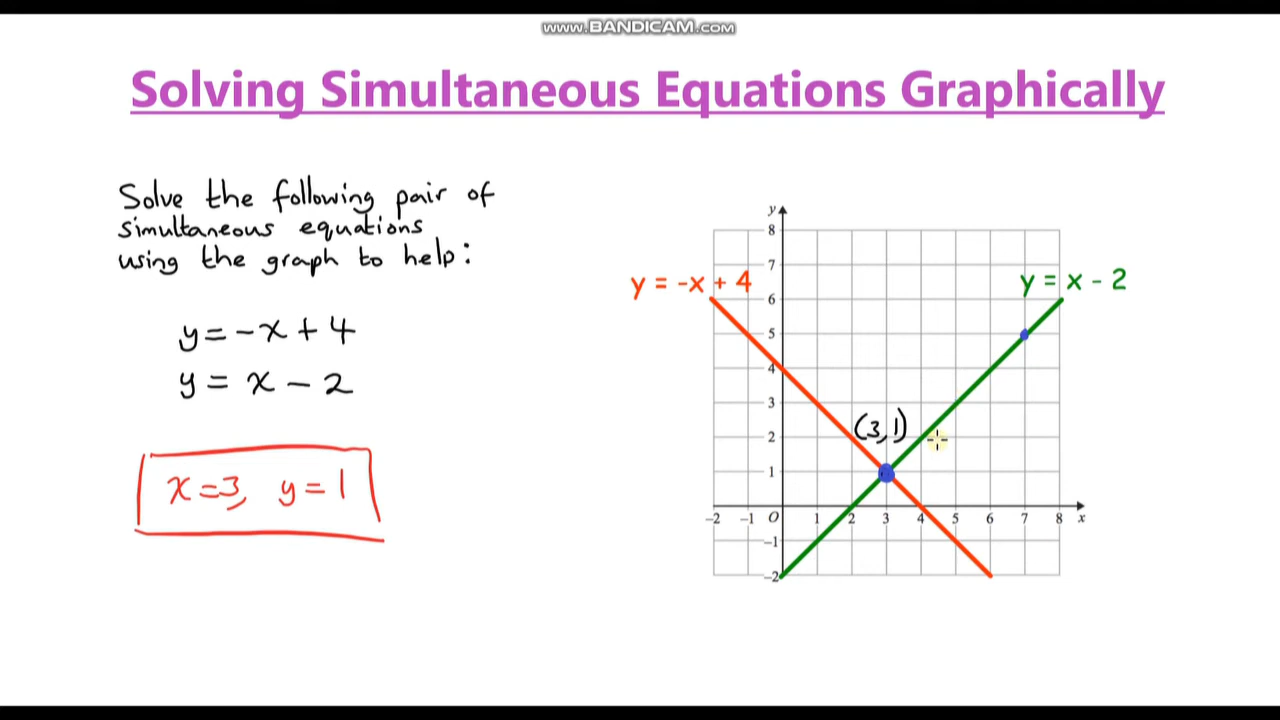 www.BANDICAM.com
Solving Simultaneous Equations Graphically
Solve the following pair of
simultaneous equations
using the graph to help:
y = -x + 4
y = x - 2
x = 3, y = 1
y
8
7
y = -x + 4
y = x - 2
6
5
4
3
(3,1)
2
1
-2 -1 O 1 2 3 4 5 6 7 8 x
-1
-2